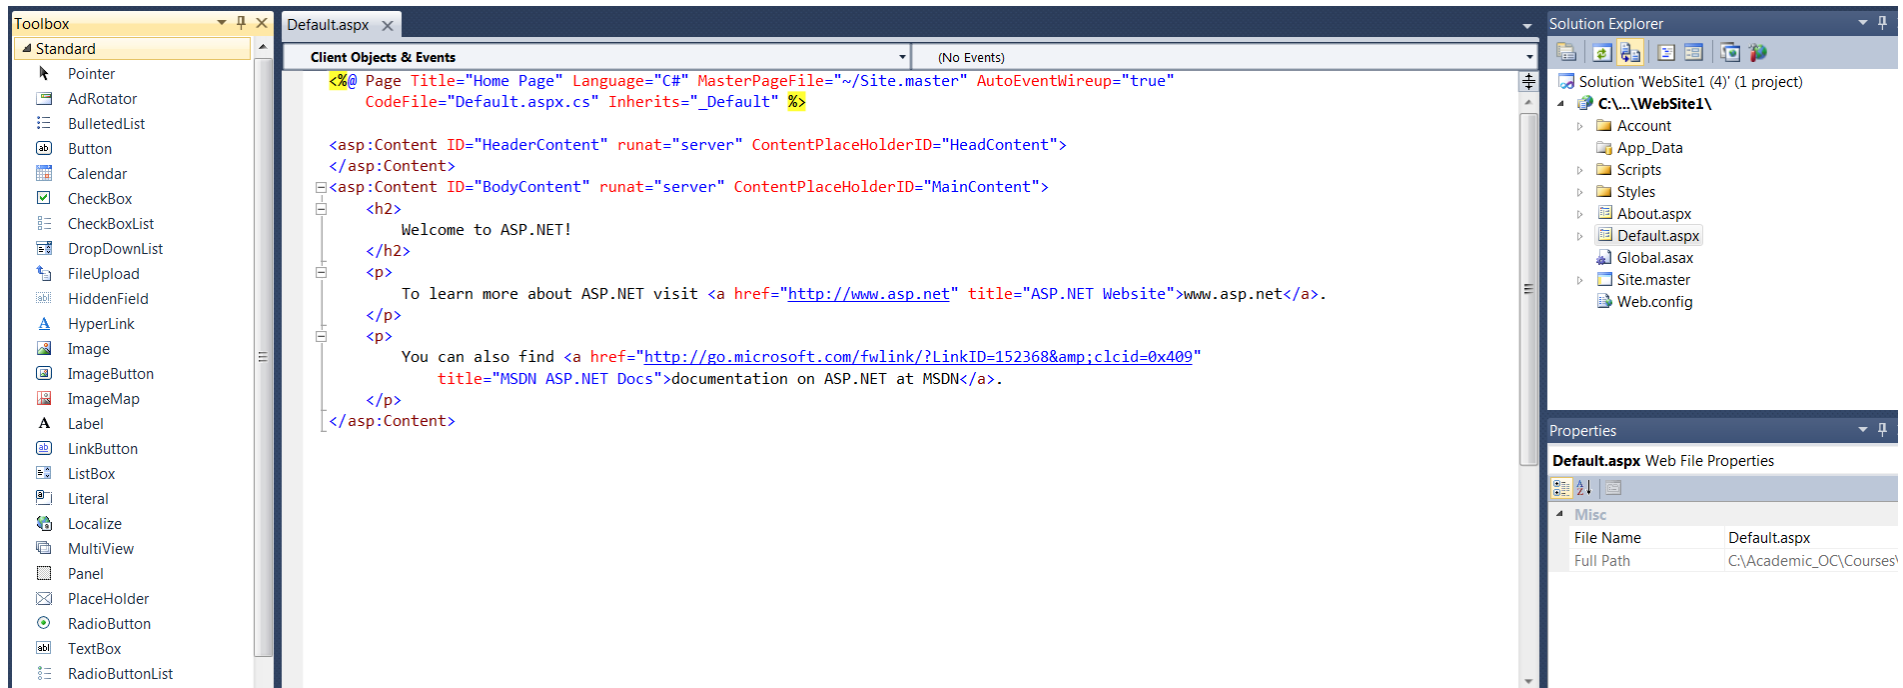 Toolbox
Standard
Pointer
AdRotator
BulletedList
Button
Calendar
CheckBox
CheckBoxList
DropDownList
FileUpload
HiddenField
HyperLink
Image
ImageButton
ImageMap
Label
LinkButton
ListBox
Literal
Localize
MultiView
Panel
PlaceHolder
RadioButton
TextBox
RadioButtonList
Default.aspx
Client Objects & Events
(No Events)
<%@ Page Title="Home Page" Language="C#" MasterPageFile="~/Site.master" AutoEventWireup="true"
CodeFile="Default.aspx.cs" Inherits="_Default" %>
<asp:Content ID="HeaderContent" runat="server" ContentPlaceHolderID="HeadContent">
</asp:Content>
<asp:Content ID="BodyContent" runat="server" ContentPlaceHolderID="MainContent">
<h2>
Welcome to ASP.NET!
</h2>
<p>
To learn more about ASP.NET visit <a href="http://www.asp.net" title="ASP.NET Website">www.asp.net</a>.
</p>
<p>
You can also find <a href="http://go.microsoft.com/fwlink/?LinkID=152368&amp;clcid=0x409"
title="MSDN ASP.NET Docs">documentation on ASP.NET at MSDN</a>.
</p>
</asp:Content>
Solution Explorer
Solution 'WebSite1 (4)' (1 project)
C:\...\WebSite1\
Account
App_Data
Scripts
Styles
About.aspx
Default.aspx
Global.asax
Site.master
Web.config
Properties
Default.aspx Web File Properties
Misc
File Name Default.aspx
Full Path C:\Academic_OC\Courses\